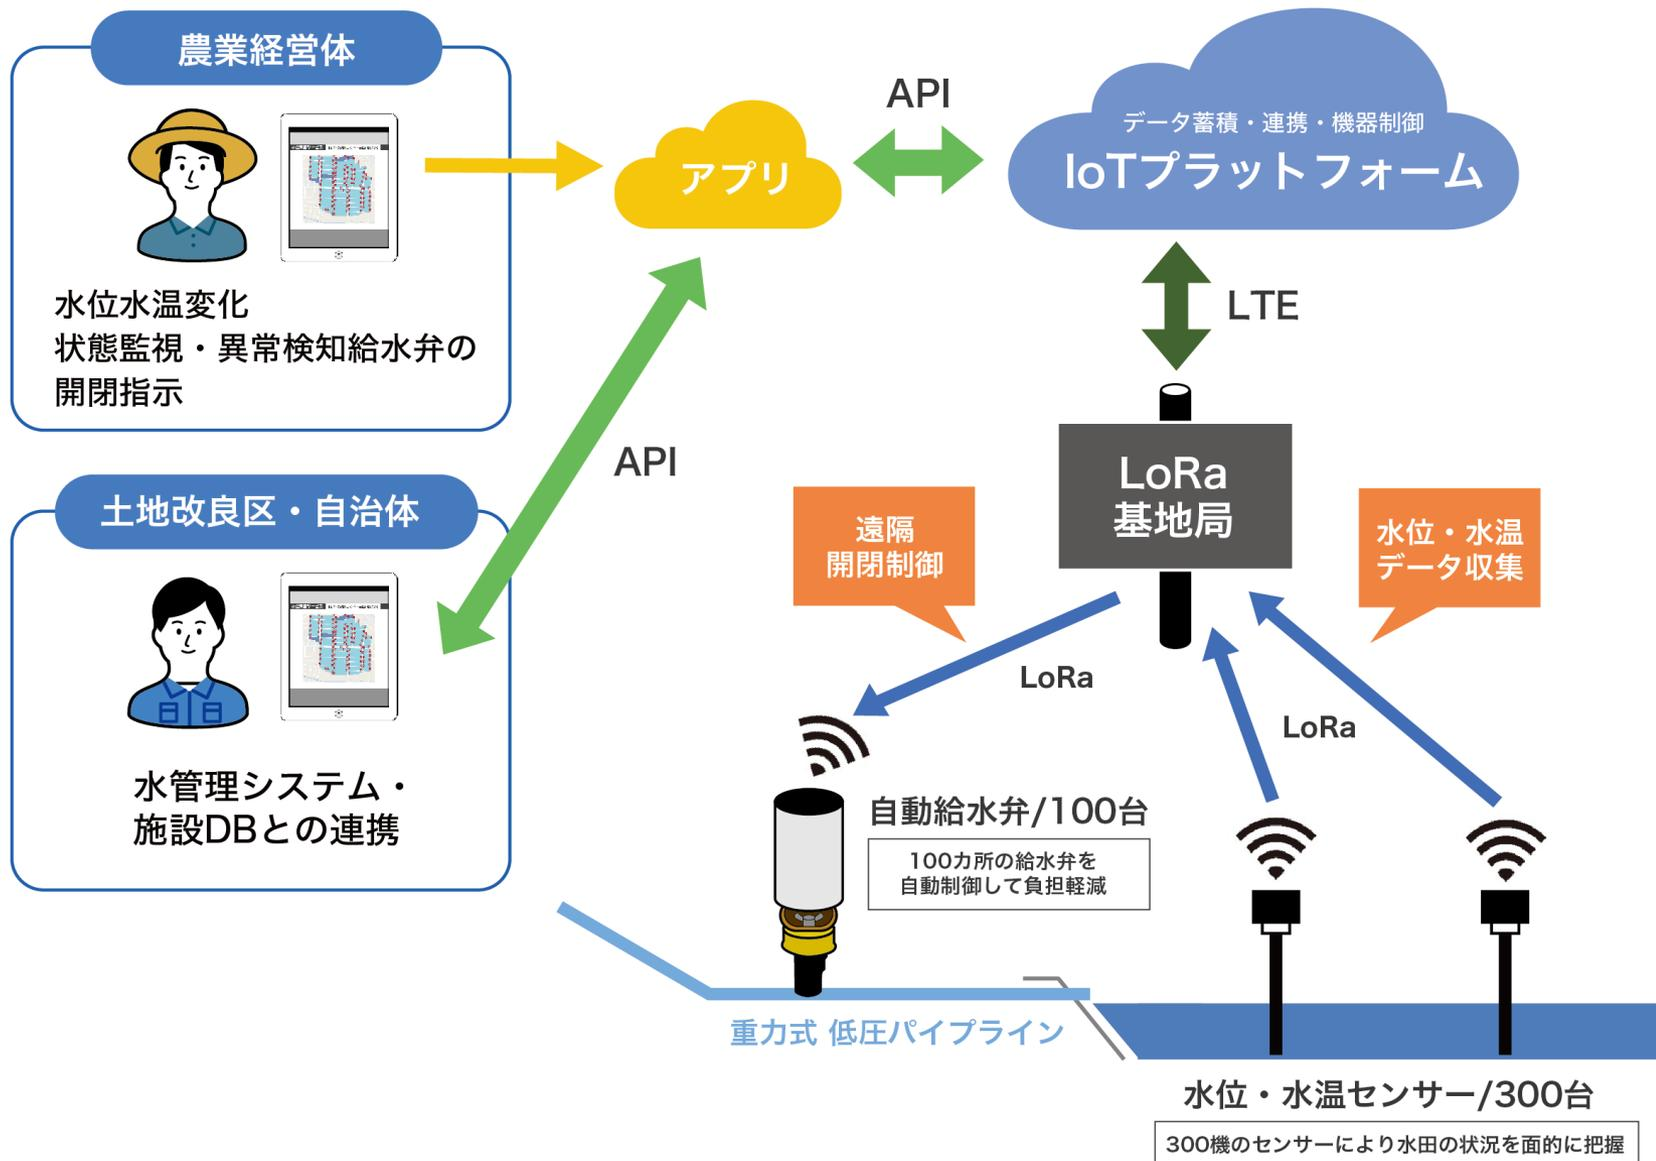 農業経営体
水位水温変化
状態監視・異常検知給水弁の
開閉指示
アプリ
API
データ蓄積・連携・機器制御
IoTプラットフォーム
LTE
API
土地改良区・自治体
水管理システム・
施設DBとの連携
LoRa
基地局
遠隔
開閉制御
水位・水温
データ収集
LoRa
LoRa
自動給水弁/100台
100カ所の給水弁を
自動制御して負担軽減
重力式 低圧パイプライン
水位・水温センサー/300台
300機のセンサーにより水田の状況を面的に把握